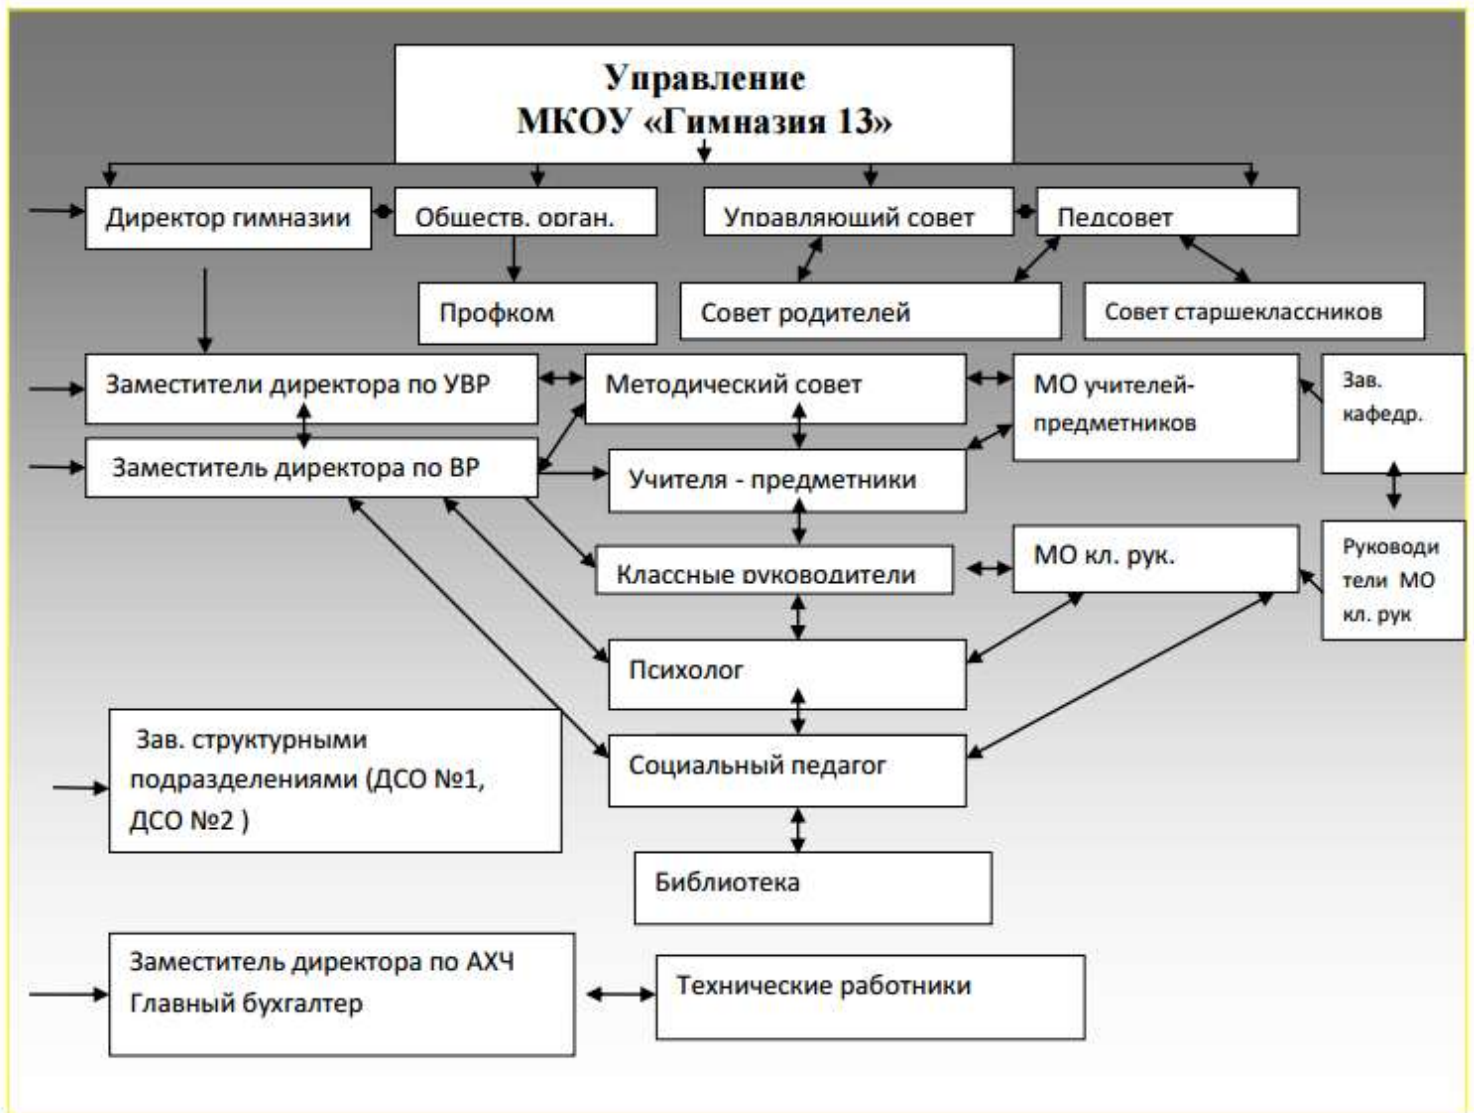 Управление
МКОУ «Гимназия 13»
Директор гимназии
Обществ. орган.
Управляющий совет
Педсовет
Профком
Совет родителей
Совет старшеклассников
Заместители директора по УВР
Методический совет
МО учителей-
предметников
Зав.
кафедр.
Заместитель директора по ВР
Учителя - предметники
Классные руководители
МО кл. рук.
Руководи
тели МО
кл. рук
Психолог
Зав. структурными
подразделениями (ДСО №1,
ДСО №2 )
Социальный педагог
Библиотека
Заместитель директора по АХЧ
Главный бухгалтер
Технические работники